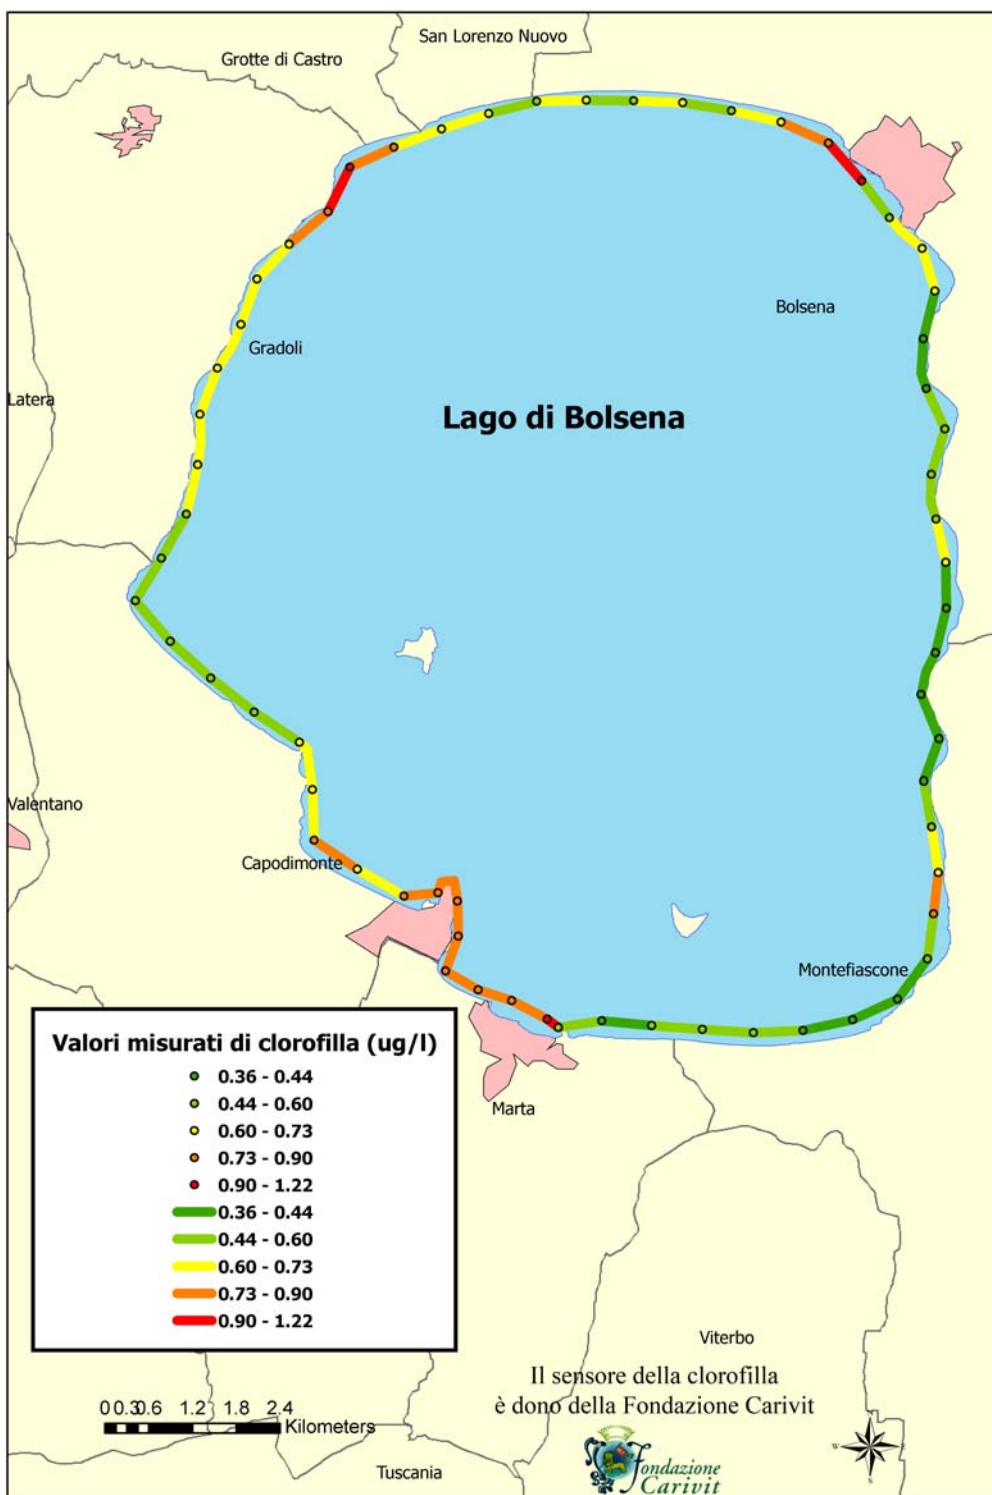 San Lorenzo Nuovo
Grotte di Castro
Bolsena
Gradoli
Latera
Lago di Bolsena
Valentano
Capodimonte
Montefiascone
Marta
Valori misurati di clorofilla (ug/l)
0.36 - 0.44
0.44 - 0.60
0.60 - 0.73
0.73 - 0.90
0.90 - 1.22
0.36 - 0.44
0.44 - 0.60
0.60 - 0.73
0.73 - 0.90
0.90 - 1.22
Viterbo
Il sensore della clorofilla
è dono della Fondazione Carivit
0 0.3 0.6 1.2 1.8 2.4
Kilometers
Fondazione
Carivit
Tuscania
N
W E
S